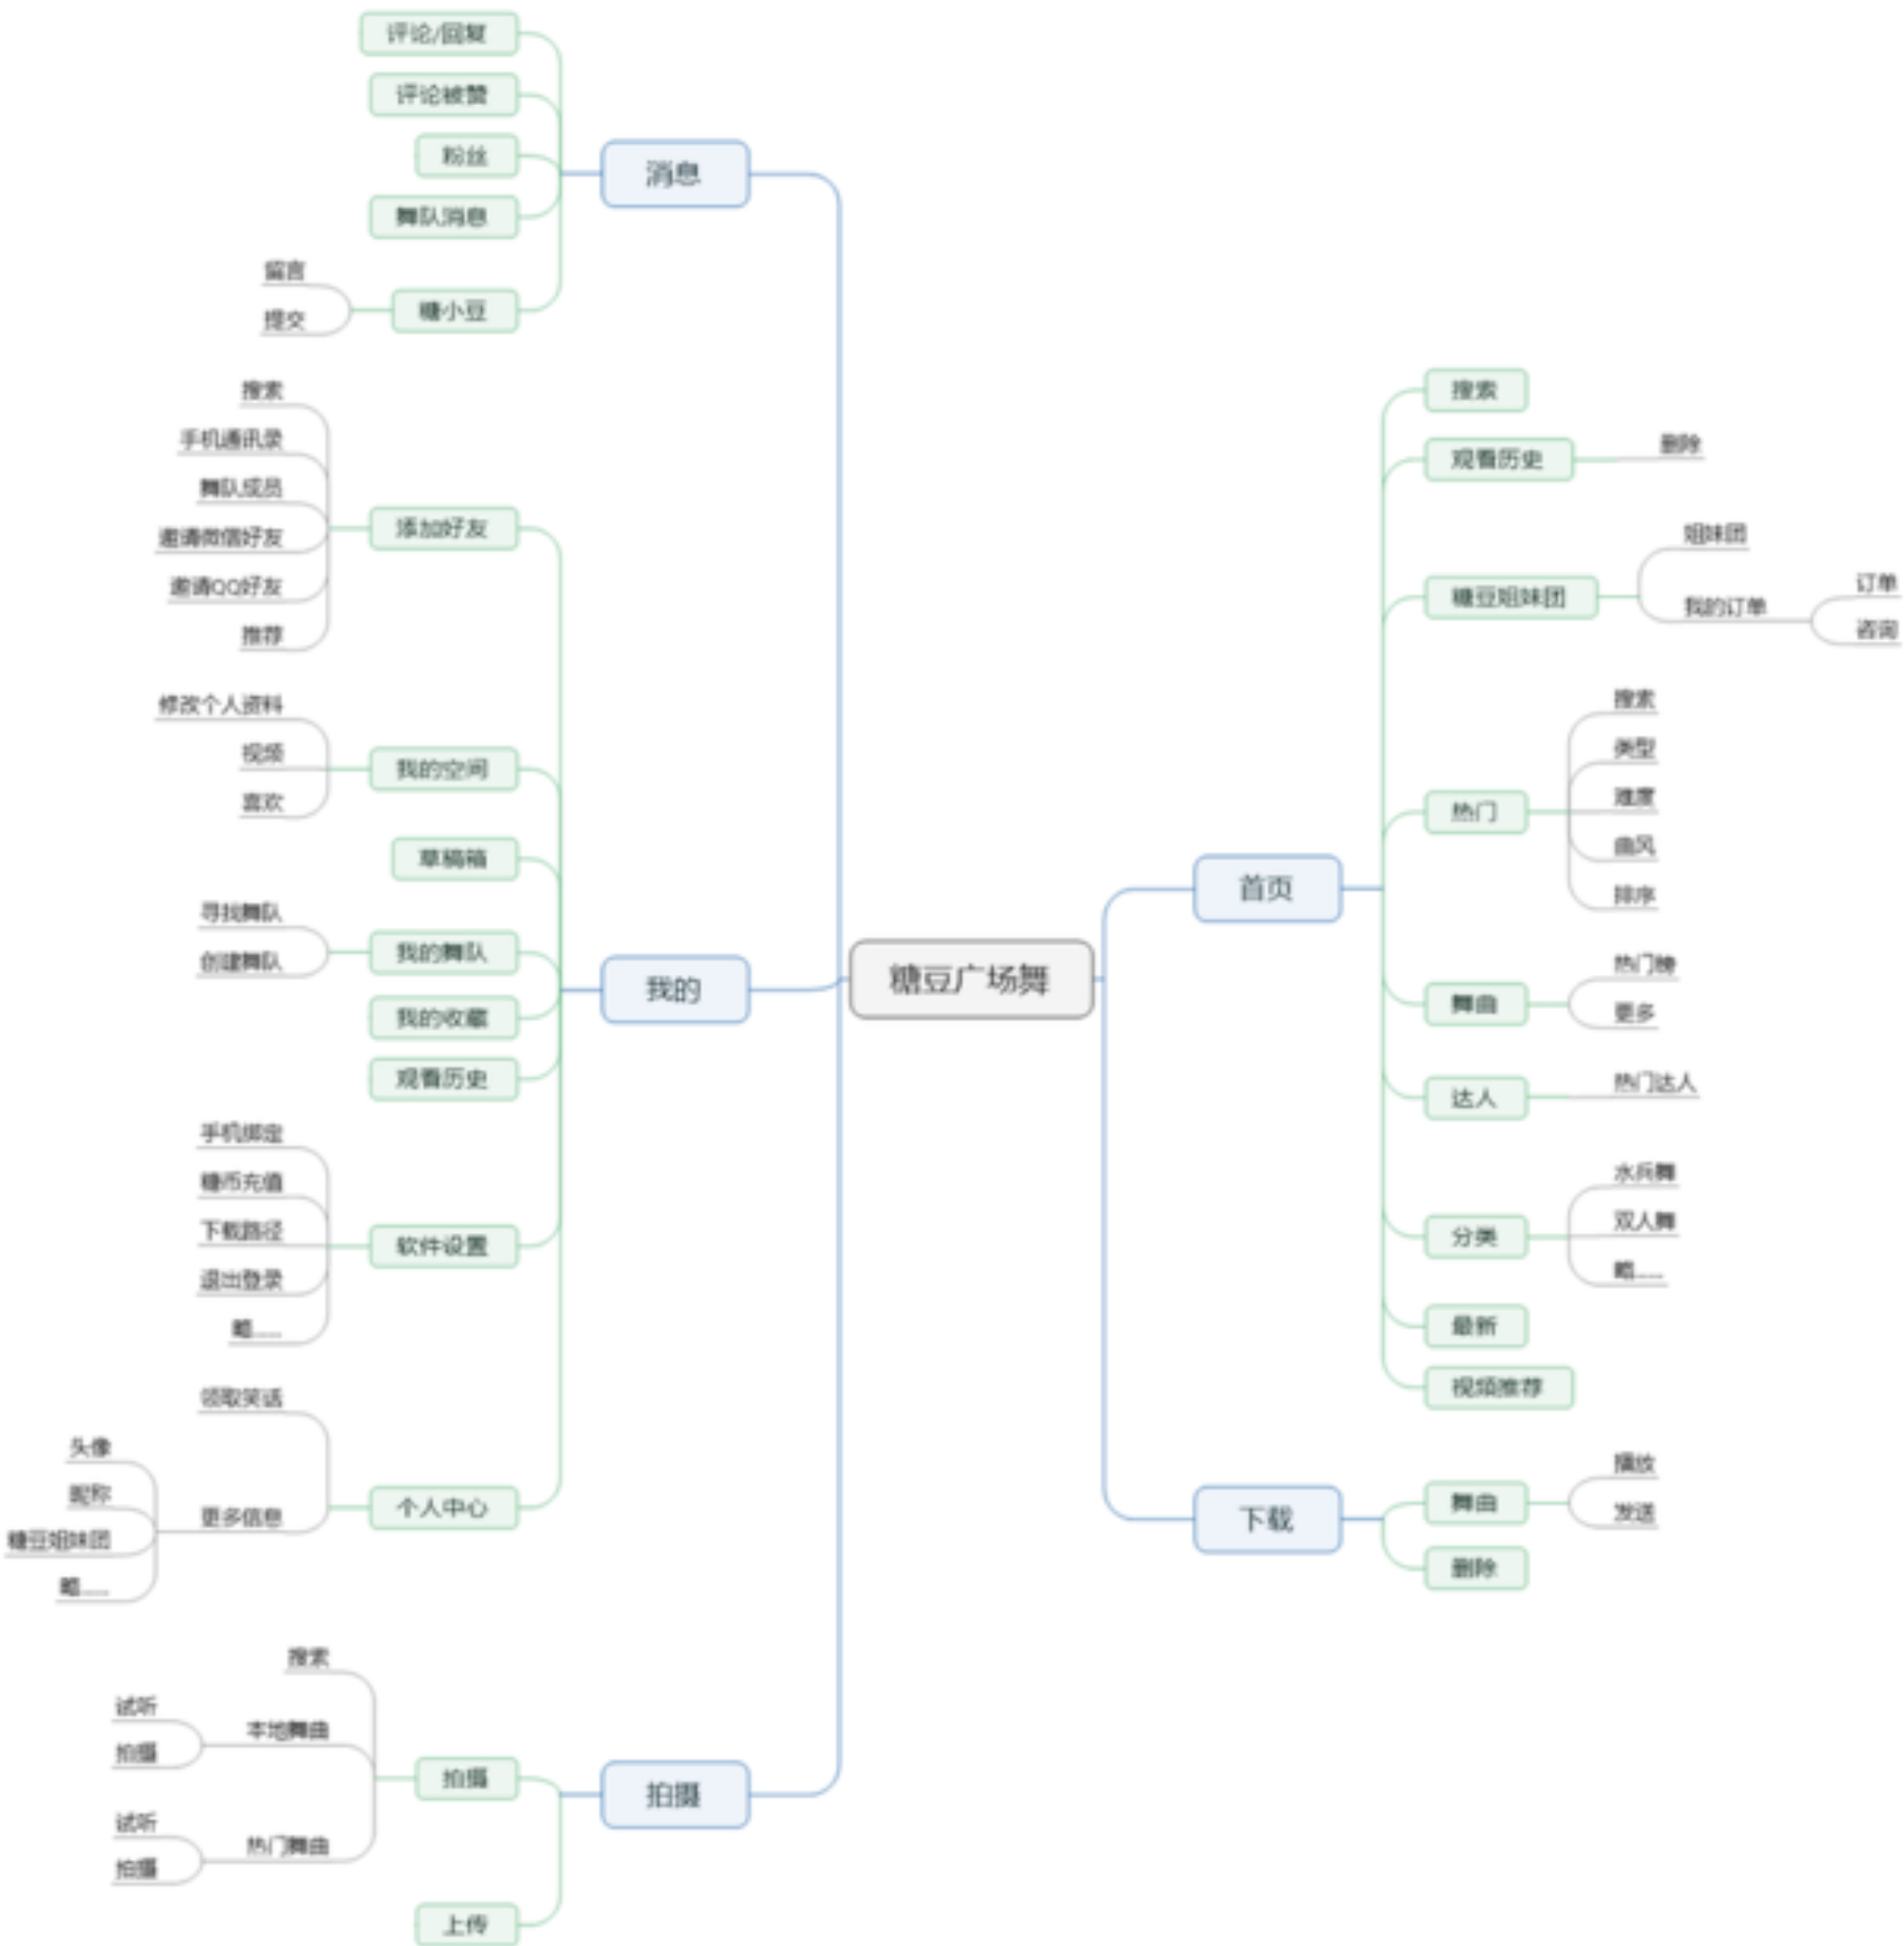 糖豆广场舞
消息
评论/回复
评论被赞
粉丝
舞队消息
糖小豆
留言
提交
我的
添加好友
搜索
手机通讯录
舞队成员
邀请微信好友
邀请QQ好友
推荐
我的空间
修改个人资料
视频
喜欢
草稿箱
我的舞队
寻找舞队
创建舞队
我的收藏
观看历史
软件设置
手机绑定
糖币充值
下载路径
退出登录
略……
个人中心
领取笑话
更多信息
头像
昵称
糖豆姐妹团
略……
拍摄
拍摄
搜索
本地舞曲
试听
拍摄
热门舞曲
试听
拍摄
上传
首页
搜索
观看历史
删除
糖豆姐妹团
姐妹团
我的订单
订单
咨询
热门
搜索
类型
难度
曲风
排序
舞曲
热门榜
更多
达人
热门达人
分类
水兵舞
双人舞
略……
最新
视频推荐
下载
舞曲
播放
发送
删除